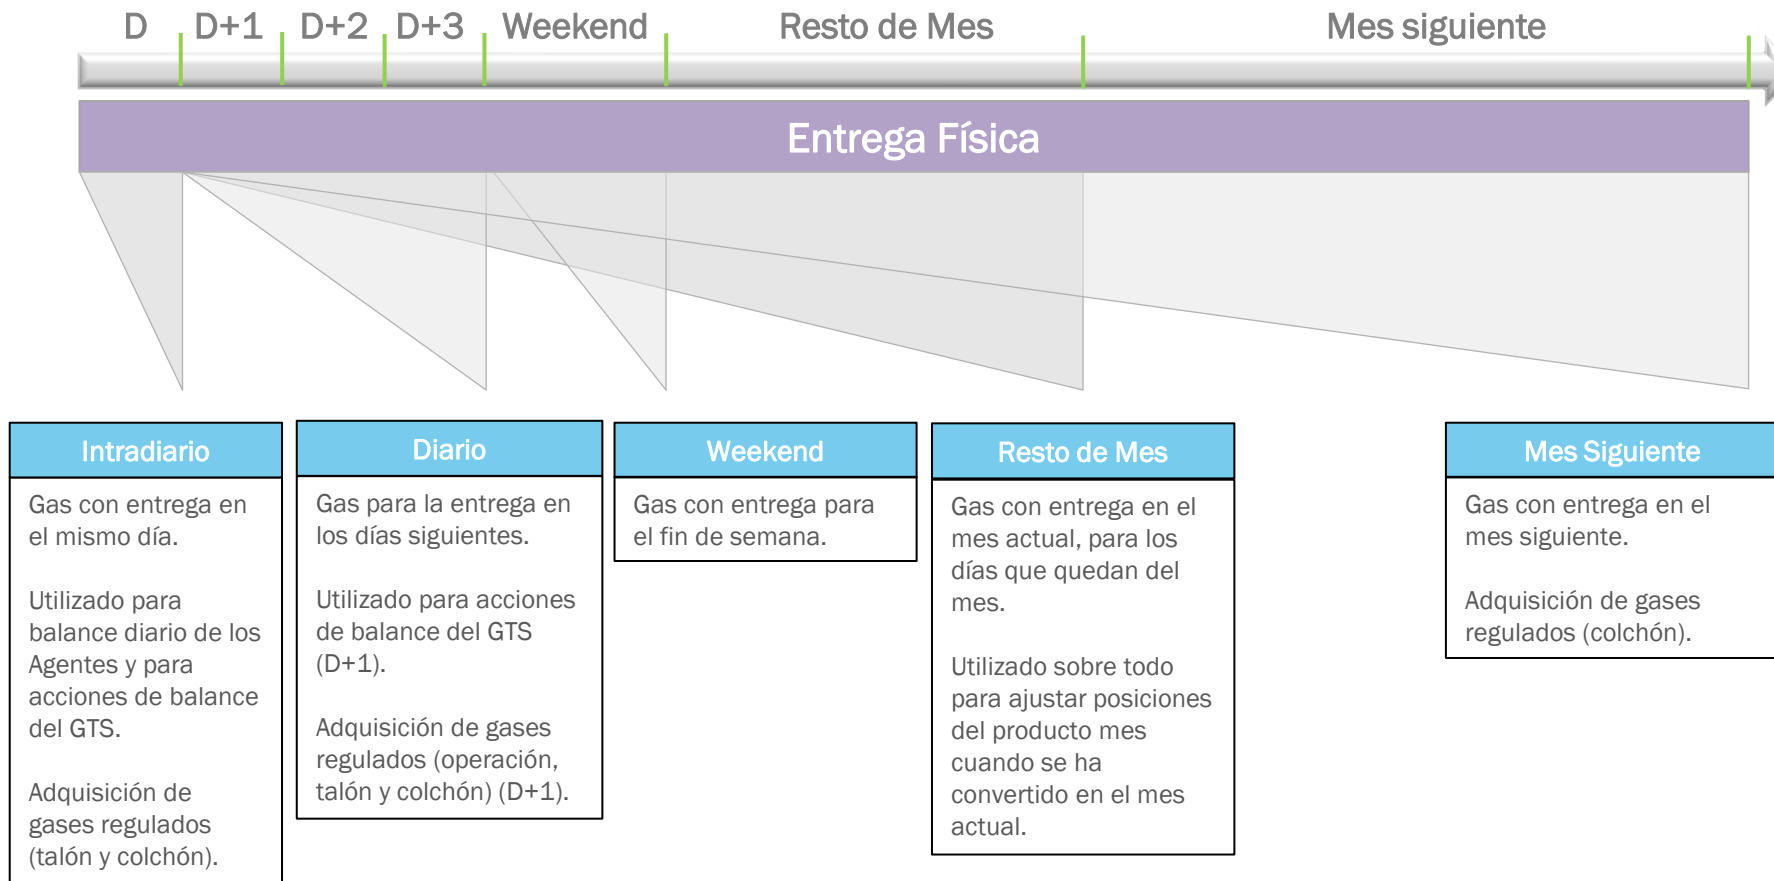 D D+1 D+2 D+3 Weekend Resto de Mes Mes siguiente
Entrega Física
Intradiario
Gas con entrega en
el mismo día.
Utilizado para
balance diario de los
Agentes y para
acciones de balance
del GTS.
Adquisición de
gases regulados
(talón y colchón).
Diario
Gas para la entrega en
los días siguientes.
Utilizado para acciones
de balance del GTS
(D+1).
Adquisición de gases
regulados (operación,
talón y colchón) (D+1).
Weekend
Gas con entrega para
el fin de semana.
Resto de Mes
Gas con entrega en el
mes actual, para los
días que quedan del
mes.
Utilizado sobre todo
para ajustar posiciones
del producto mes
cuando se ha
convertido en el mes
actual.
Mes Siguiente
Gas con entrega en el
mes siguiente.
Adquisición de gases
regulados (colchón).